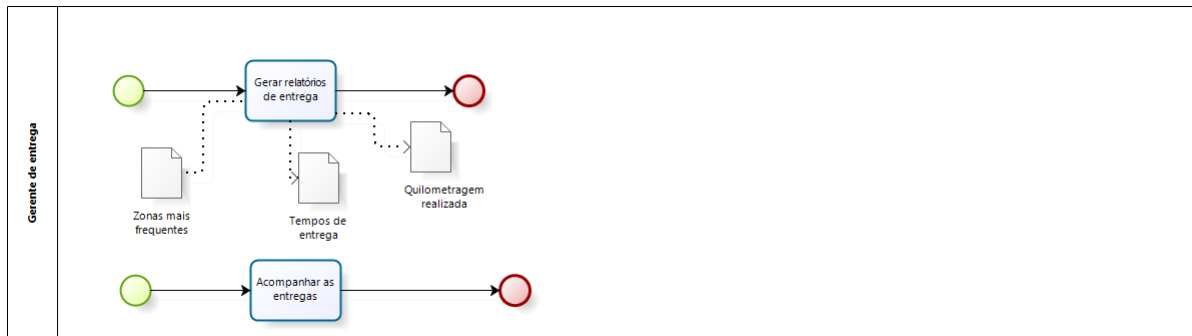 Gerente de entrega
Gerar relatórios
de entrega
Zonas mais
frequentes
Tempos de
entrega
Quilometragem
realizada
Acompanhar as
entregas